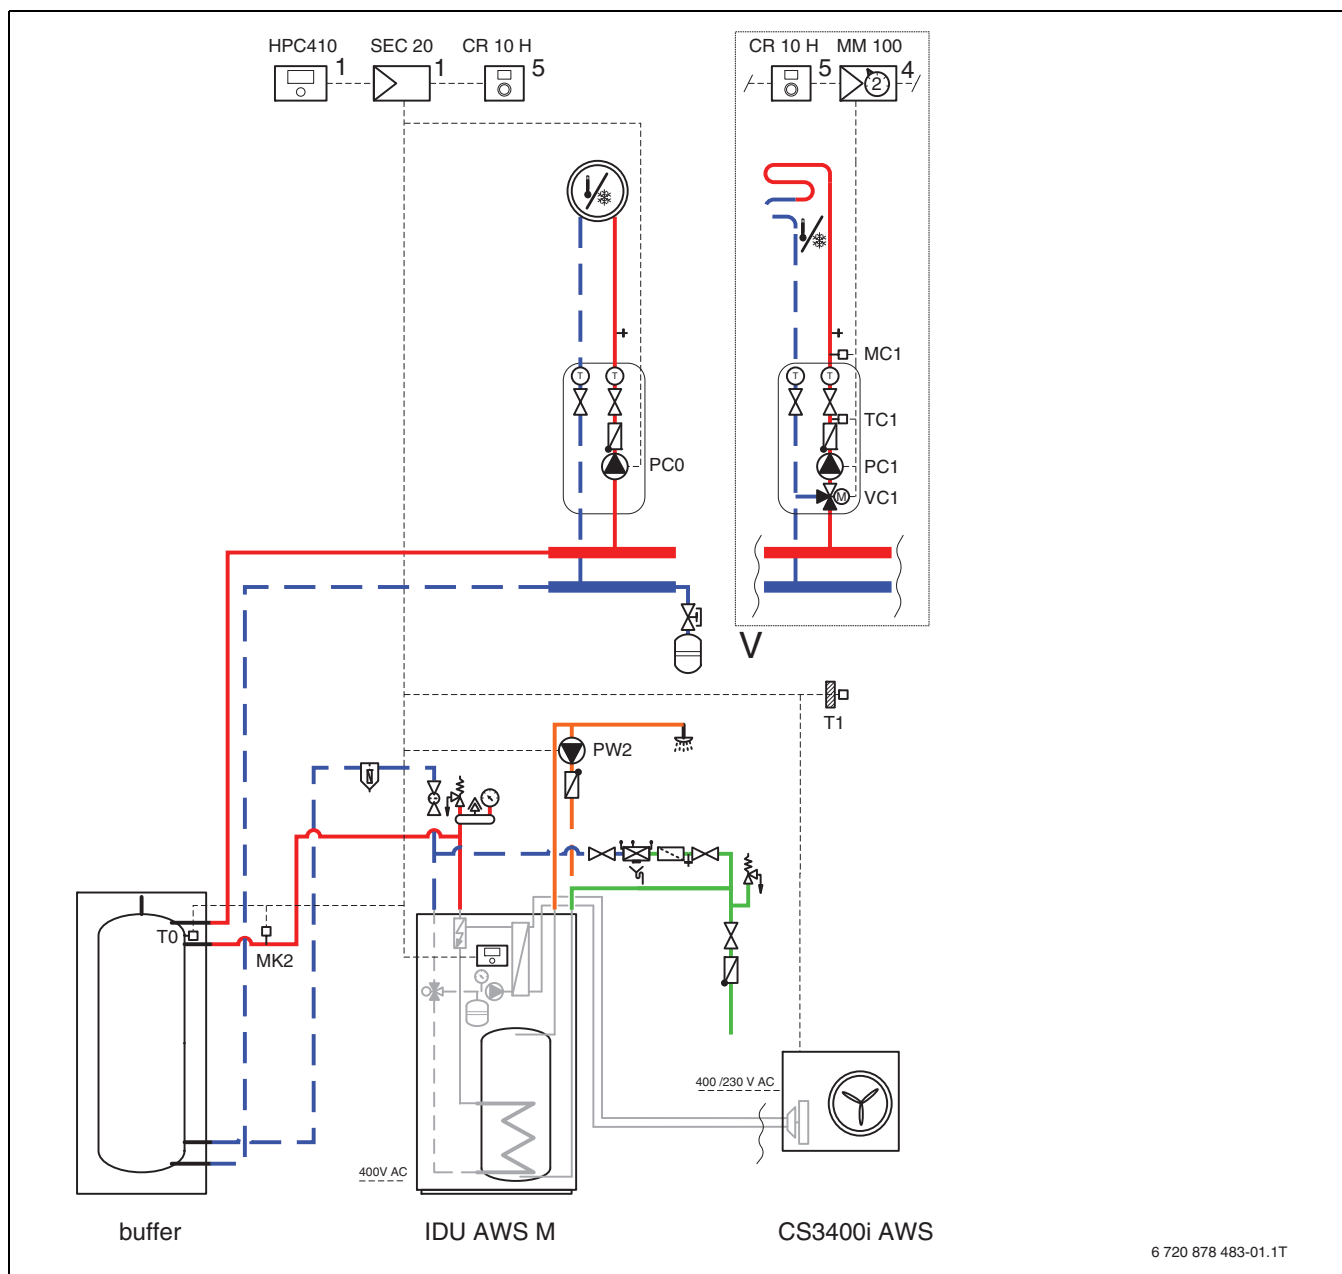 HPC410 SEC 20 CR 10 H
1 1 5
CR 10 H MM 100
5 2 4
MC1
T T
T T
TC1
PC0
PC1
M VC1
V
T1
PW2
T0
MK2
400 /230 V AC
400V AC
buffer
IDU AWS M
CS3400i AWS
6 720 878 483-01.1T